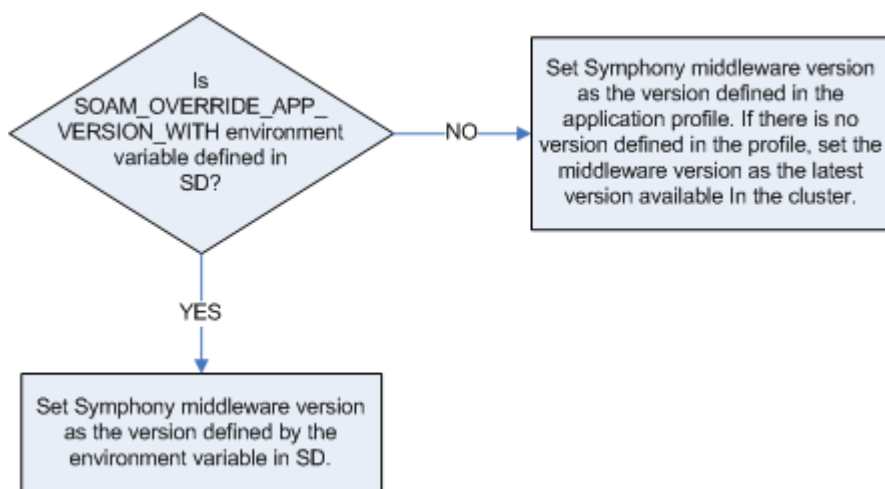 Is
SOAM_OVERRIDE_APP_
VERSION_WITH environment
variable defined in
SD?
NO
Set Symphony middleware version
as the version defined in the
application profile. If there is no
version defined in the profile, set the
middleware version as the latest
version available In the cluster.
YES
Set Symphony middleware version
as the version defined by the
environment variable in SD.